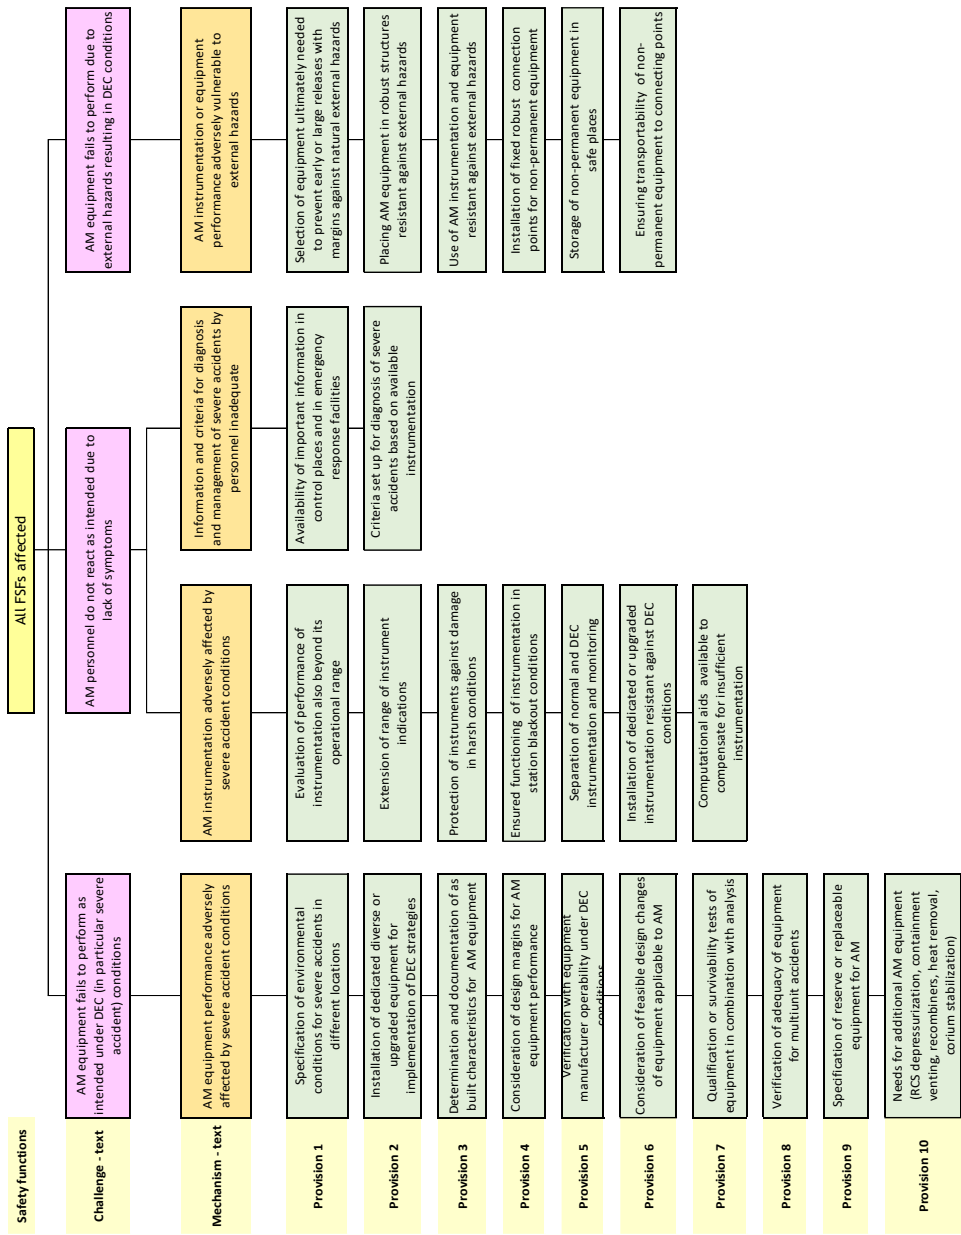 Safety functions
All FSFs affected
Challenge - text
AM equipment fails to perform as
intended under DEC (in particular severe
accident) conditions
AM personnel do not react as intended due to
lack of symptoms
AM equipment fails to perform due to
external hazards resulting in DEC conditions
Mechanism - text
AM equipment performance adversely
affected by severe accident conditions
AM instrumentation adversely affected by
severe accident conditions
Information and criteria for diagnosis
and management of severe accidents by
personnel inadequate
AM instrumentation or equipment
performance adversely vulnerable to
external hazards
Provision 1
Specification of environmental
conditions for severe accidents in
different locations
Evaluation of performance of
instrumentation also beyond its
operational range
Availability of important information in
control places and in emergency
response facilities
Selection of equipment ultimately needed
to prevent early or large releases with
margins against natural external hazards
Provision 2
Installation of dedicated diverse or
upgraded equipment for
implementation of DEC strategies
Extension of range of instrument
indications
Criteria set up for diagnosis of severe
accidents based on available
instrumentation
Placing AM equipment in robust structures
resistant against external hazards
Provision 3
Determination and documentation of as
built characteristics for AM equipment
Protection of instruments against damage
in harsh conditions
Use of AM instrumentation and equipment
resistant against external hazards
Provision 4
Consideration of design margins for AM
equipment performance
Ensured functioning of instrumentation in
station blackout conditions
Installation of fixed robust connection
points for non-permanent equipoment
Provision 5
Verification with equipment
manufacturer operability under DEC
conditions
Separation of normal and DEC
instrumentation and monitoring
Storage of non-permanent equipment in
safe places
Provision 6
Consideration of feasible design changes
of equipment applicable to AM
Installation of dedicated or upgraded
instrumentation resistant against DEC
conditions
Ensuring transportability of non-
permanent equipment to connecting points
Provision 7
Qualification or survivability tests of
equipment in combination with analysis
Computational aids available to
compensate for insufficient
instrumentation
Provision 8
Verification of adequacy of equipment
for multiunit accidents
Provision 9
Specification of reserve or replaceable
equipment for AM
Provision 10
Needs for additional AM equipment
(RCS depressurization, containment
venting, recombiners, heat removal,
corium stabilization)